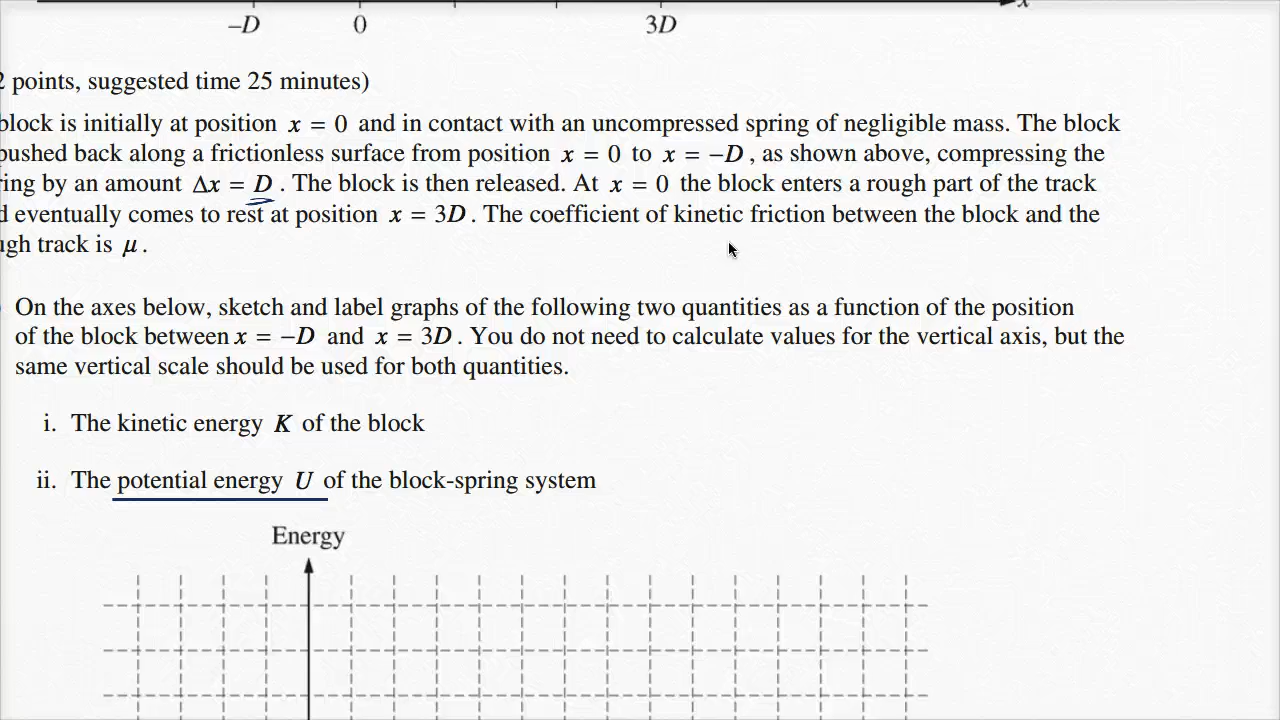 x
–D 0 3D
2 points, suggested time 25 minutes)
block is initially at position x = 0 and in contact with an uncompressed spring of negligible mass. The block
pushed back along a frictionless surface from position x = 0 to x = −D, as shown above, compressing the
ring by an amount Δx = D. The block is then released. At x = 0 the block enters a rough part of the track
d eventually comes to rest at position x = 3D. The coefficient of kinetic friction between the block and the
ugh track is μ.
On the axes below, sketch and label graphs of the following two quantities as a function of the position
of the block between x = −D and x = 3D. You do not need to calculate values for the vertical axis, but the
same vertical scale should be used for both quantities.
i. The kinetic energy K of the block
ii. The potential energy U of the block-spring system
Energy